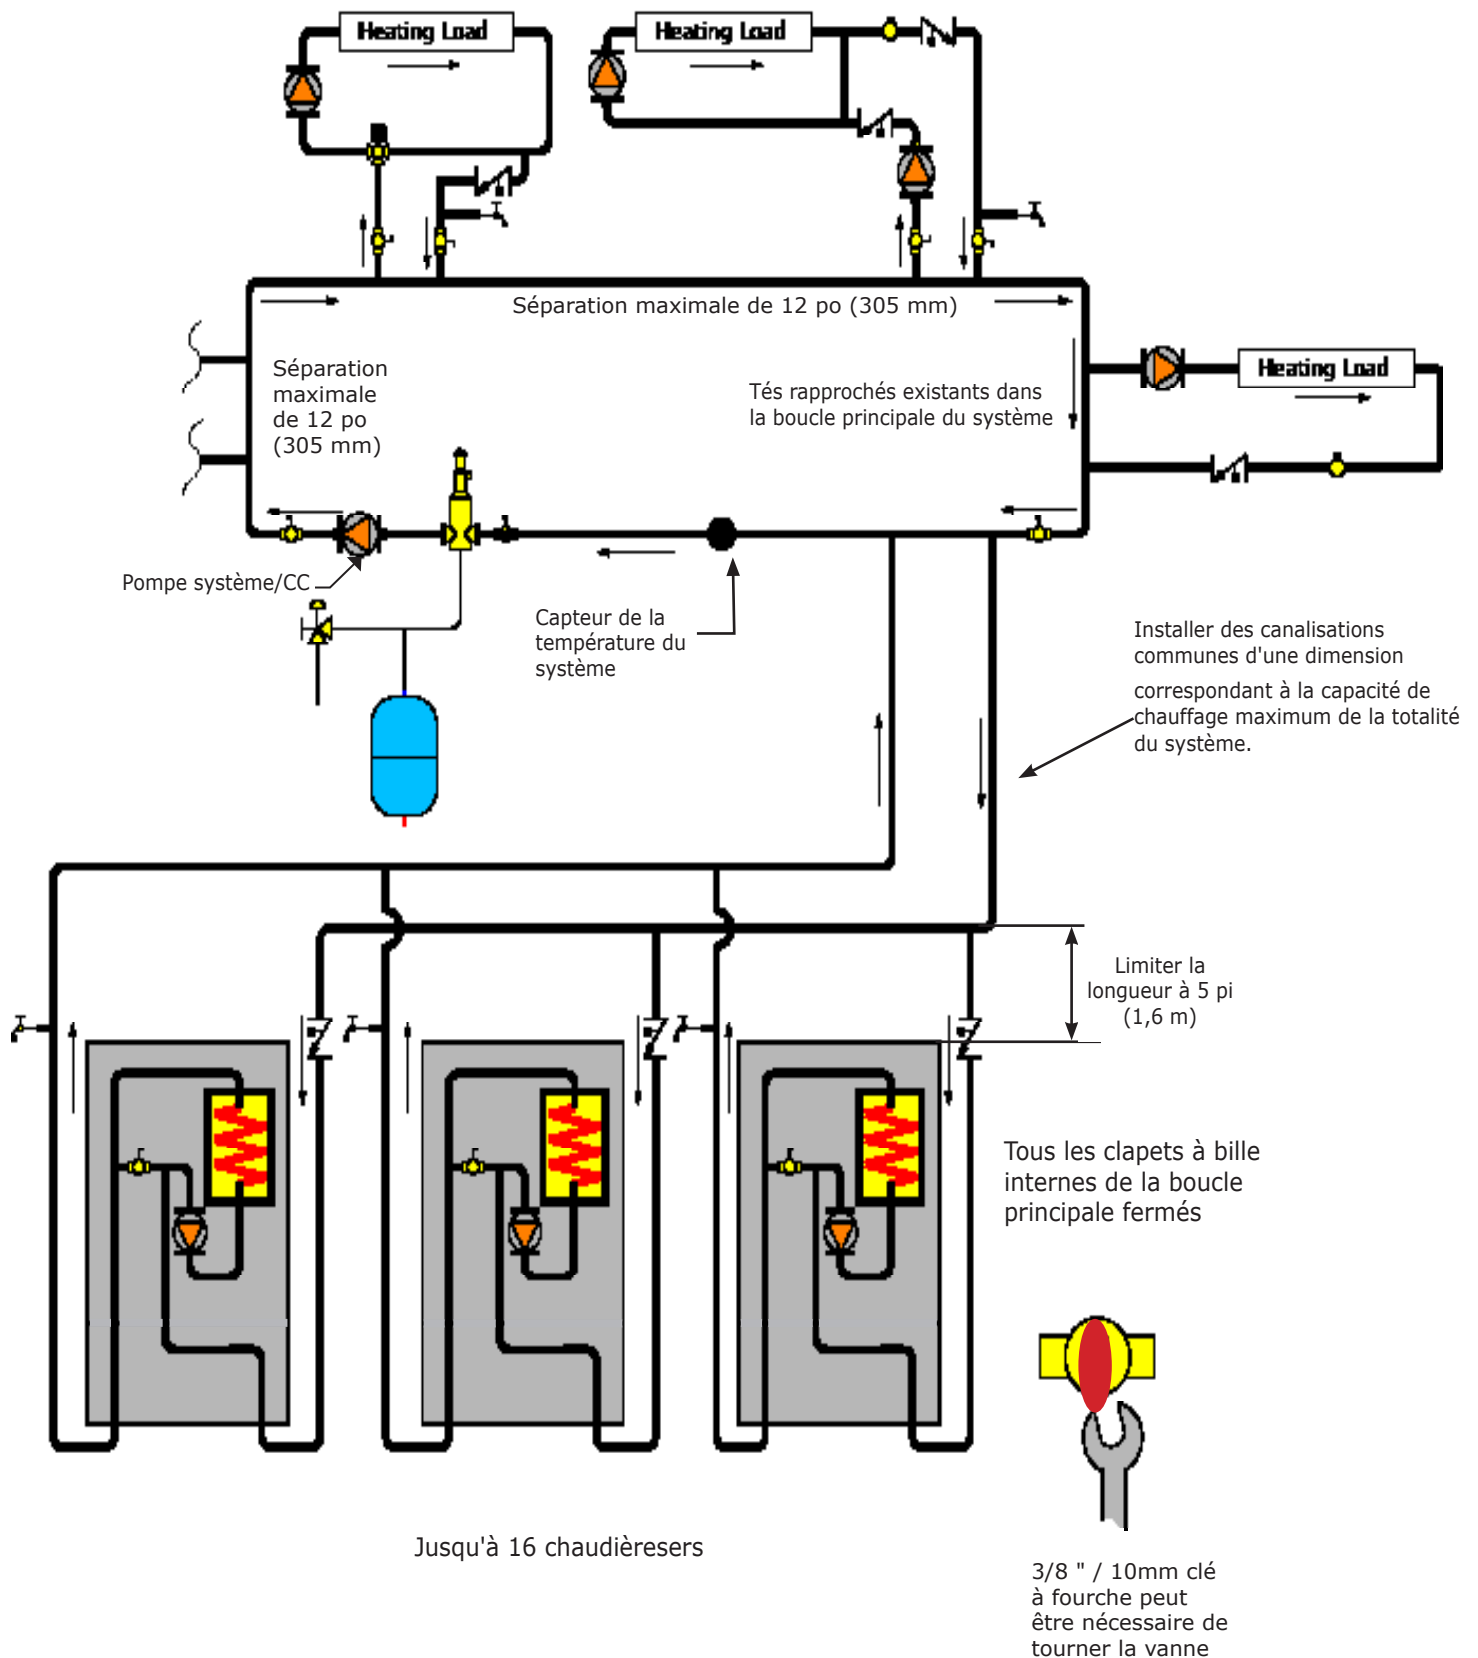 Heating Load
Heating Load
Séparation maximale de 12 po (305 mm)
Séparation
maximale
de 12 po
(305 mm)
Tés rapprochés existants dans
la boucle principale du système
Heating Load
Pompe système/CC
Capteur de la
température du
système
Installer des canalisations
communes d'une dimension
correspondant à la capacité de
chauffage maximum de la totalité
du système.
Limiter la
longueur à 5 pi
(1,6 m)
Tous les clapets à bille
internes de la boucle
principale fermés
Jusqu'à 16 chaudièresers
3/8 " / 10mm clé
à fourche peut
être nécessaire de
tourner la vanne